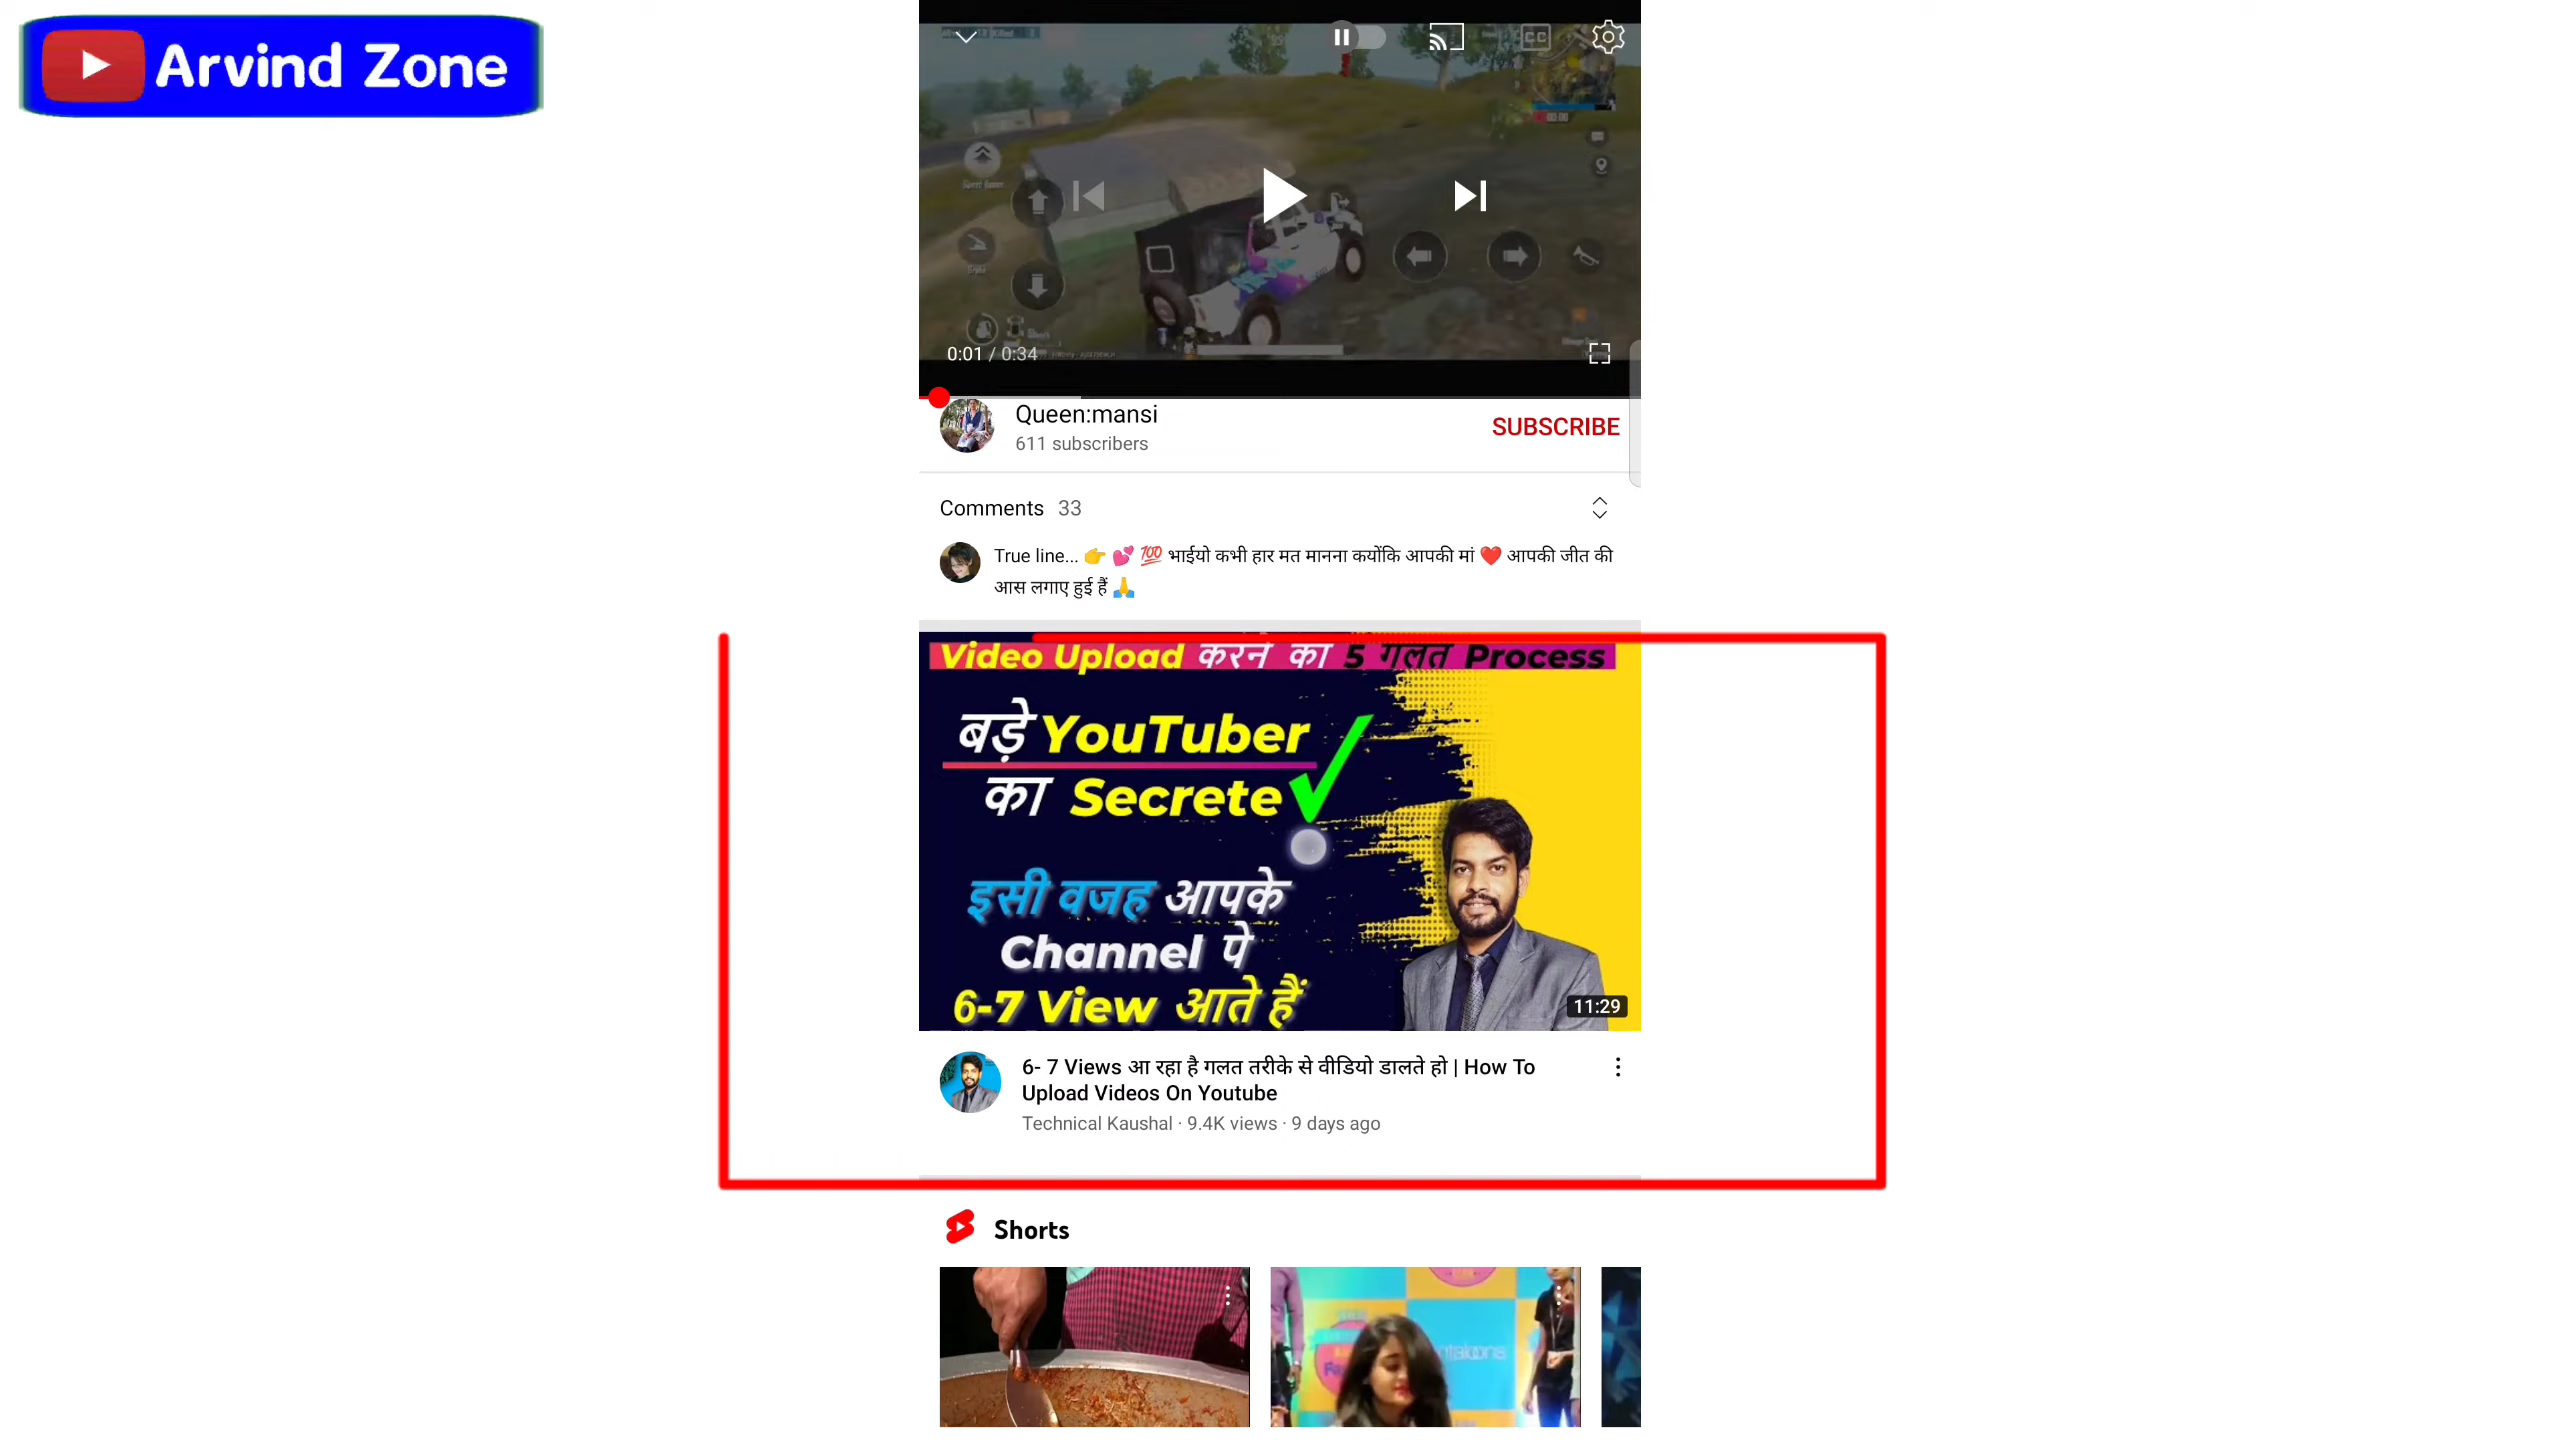 Arvind Zone
CC
0:01 / 0:34
Queen:mansi
611 subscribers
SUBSCRIBE
Comments 33
True line... 👉 💕 💯 भाईयो कभी हार मत मानना कयोंकि आपकी मां ❤️ आपकी जीत की
आस लगाए हुई हैं 🙏
Video Upload करने का 5 गलत Process
बड़े YouTuber
का Secrete
इसी वजह आपके
Channel पे
6-7 View आते हैं
11:29
6- 7 Views आ रहा है गलत तरीके से वीडियो डालते हो | How To
Upload Videos On Youtube
Technical Kaushal · 9.4K views · 9 days ago
Shorts